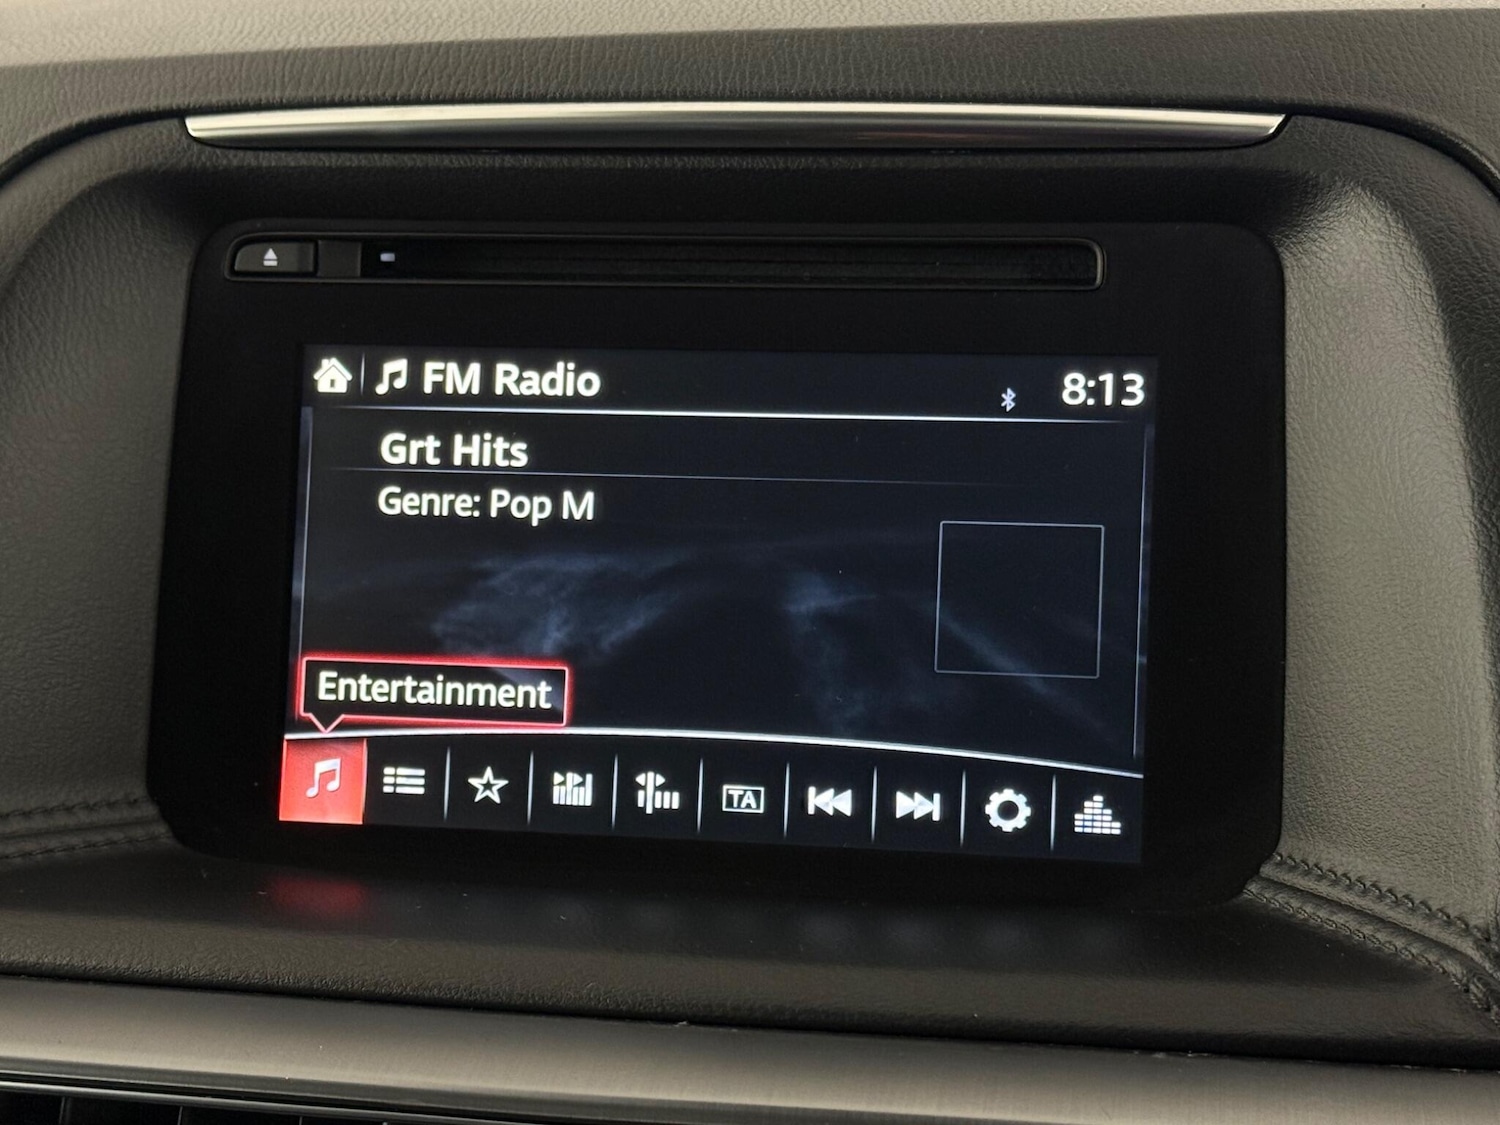 FM Radio
8:13
Grt Hits
Genre: Pop M
Entertainment
TA